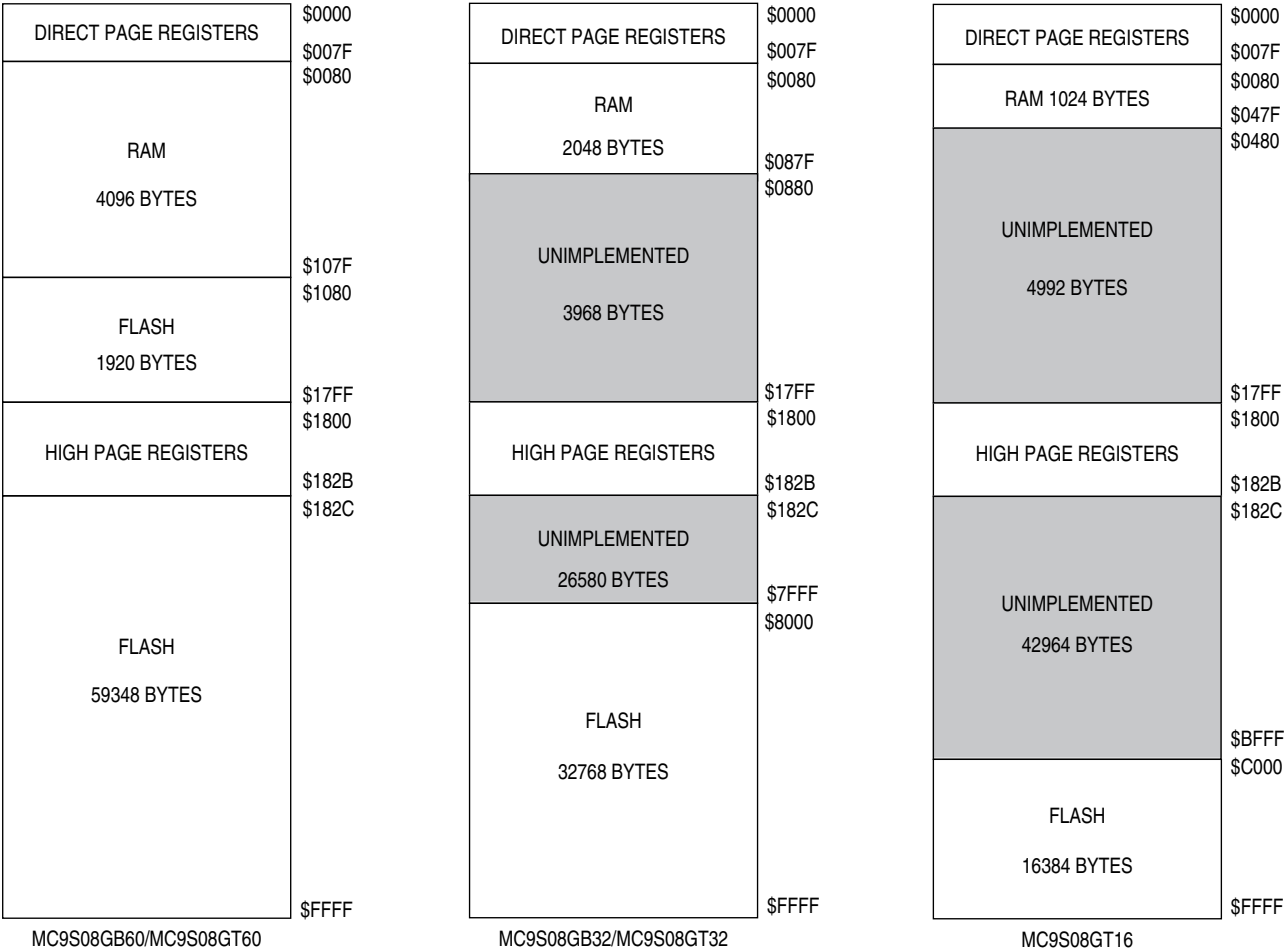 DIRECT PAGE REGISTERS
$0000
$007F
$0080
RAM
4096 BYTES
$107F
$1080
FLASH
1920 BYTES
$17FF
$1800
HIGH PAGE REGISTERS
$182B
$182C
FLASH
59348 BYTES
$FFFF
MC9S08GB60/MC9S08GT60
DIRECT PAGE REGISTERS
$0000
$007F
$0080
RAM
2048 BYTES
$087F
$0880
UNIMPLEMENTED
3968 BYTES
$17FF
$1800
HIGH PAGE REGISTERS
$182B
$182C
UNIMPLEMENTED
26580 BYTES
$7FFF
$8000
FLASH
32768 BYTES
$FFFF
MC9S08GB32/MC9S08GT32
DIRECT PAGE REGISTERS
$0000
$007F
$0080
RAM 1024 BYTES
$047F
$0480
UNIMPLEMENTED
4992 BYTES
$17FF
$1800
HIGH PAGE REGISTERS
$182B
$182C
UNIMPLEMENTED
42964 BYTES
$BFFF
$C000
FLASH
16384 BYTES
$FFFF
MC9S08GT16